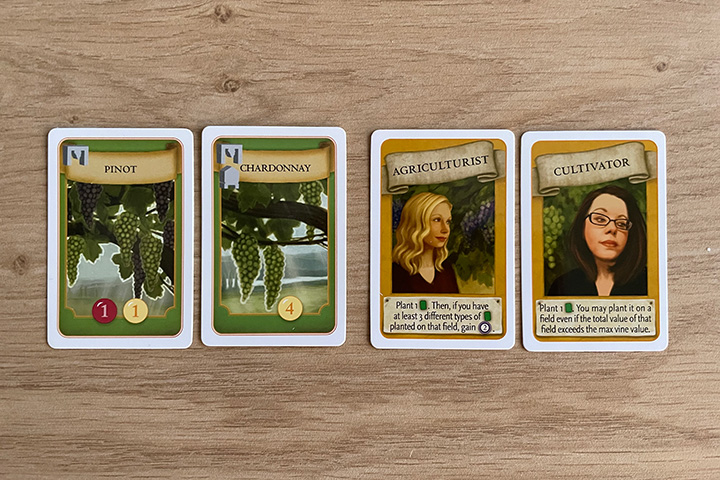 PINOT
1 1
CHARDONNAY
4
AGRICULTURIST
Plant 1 . Then, if you have
at least 3 different types of
planted on that field, gain 2 .
CULTIVATOR
Plant 1 . You may plant it on a
field even if the total value of that
field exceeds the max vine value.